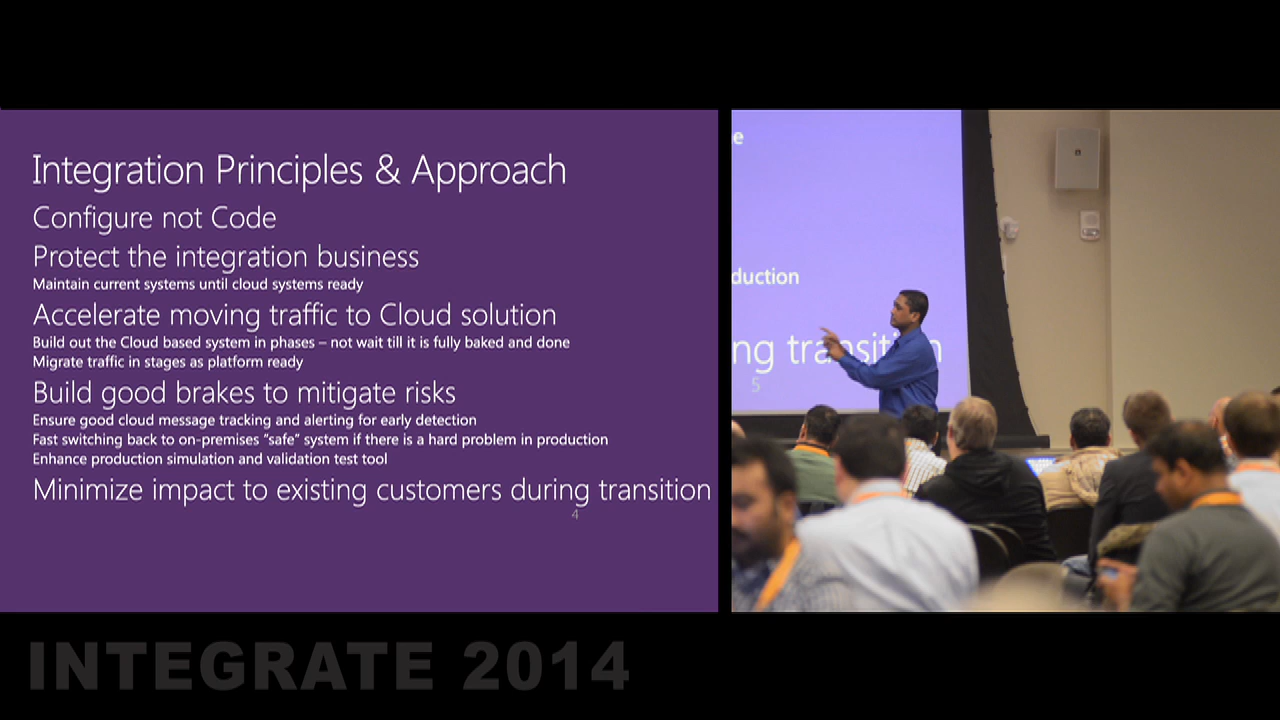 Integration Principles & Approach
Configure not Code
Protect the integration business
Maintain current systems until cloud systems ready
Accelerate moving traffic to Cloud solution
Build out the Cloud based system in phases – not wait till it is fully baked and done
Migrate traffic in stages as platform ready
Build good brakes to mitigate risks
Ensure good cloud message tracking and alerting for early detection
Fast switching back to on-premises “safe” system if there is a hard problem in production
Enhance production simulation and validation test tool
Minimize impact to existing customers during transition
4
e
duction
ng transition
5
INTEGRATE 2014